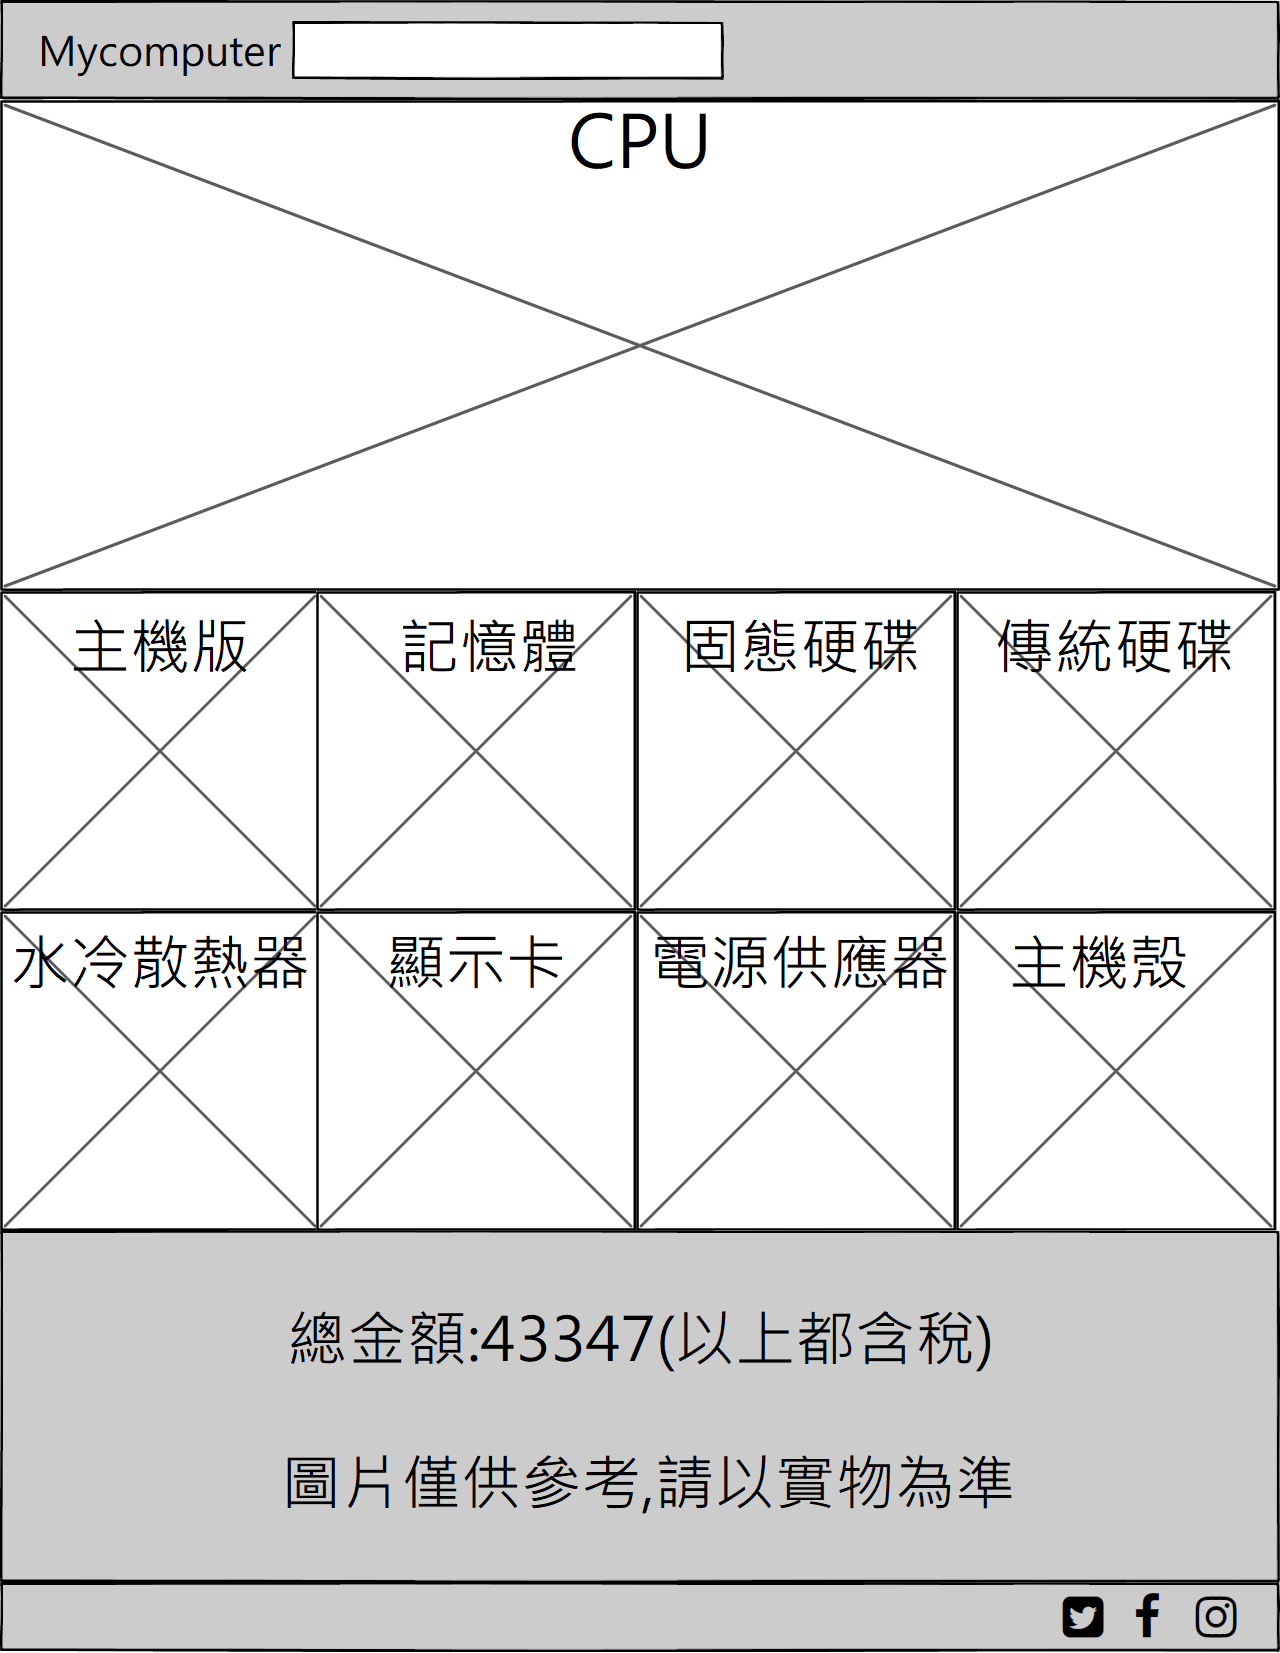 Mycomputer
CPU
主機版
記憶體
固態硬碟
傳統硬碟
水冷散熱器
顯示卡
電源供應器
主機殼
總金額:43347(以上都含稅)
圖片僅供參考,請以實物為準